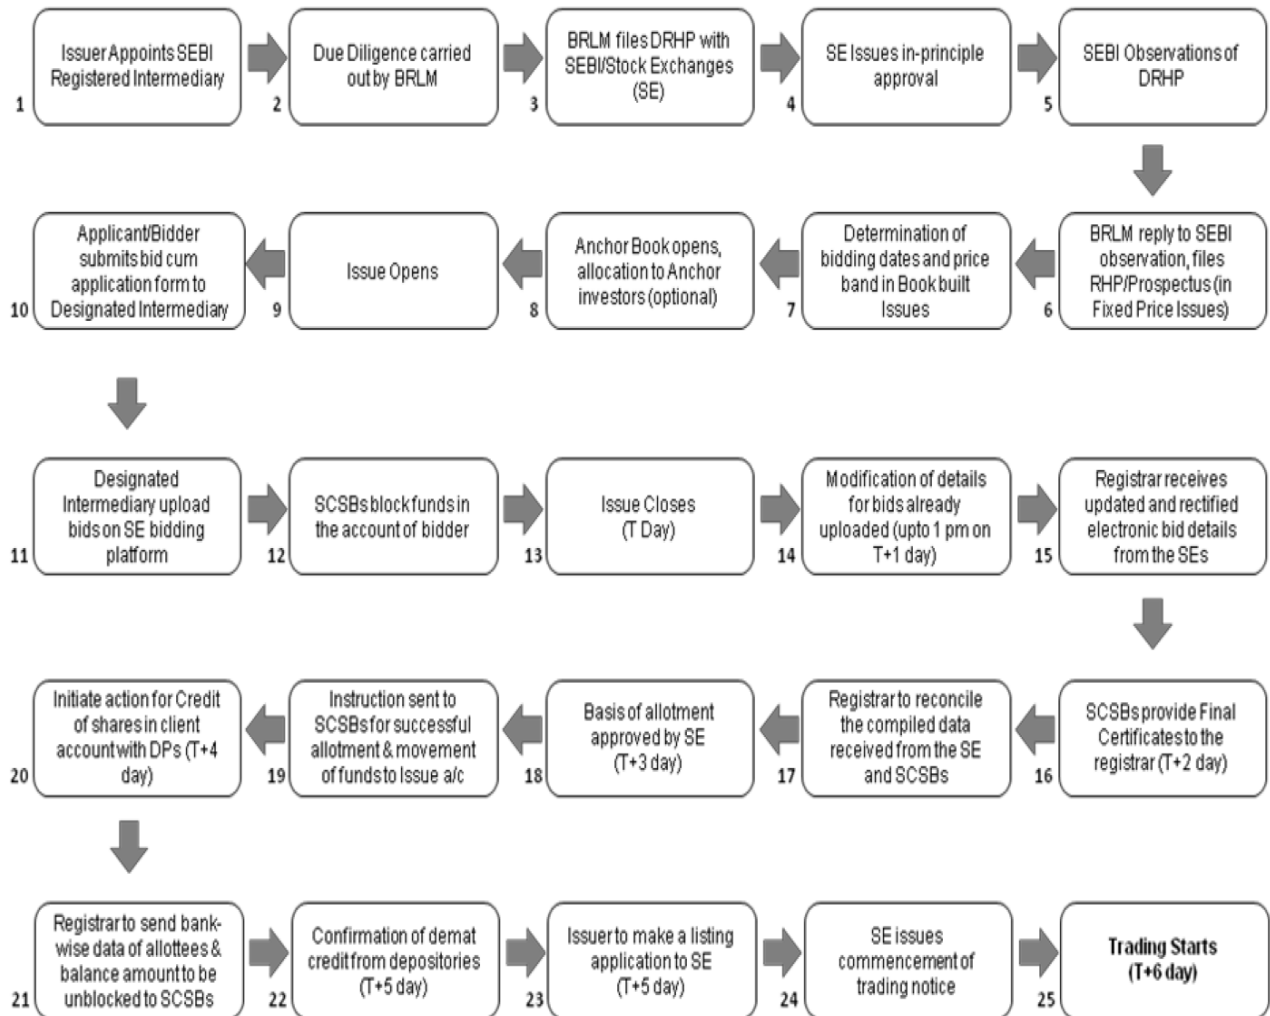 Issuer Appoints SEBI
Registered Intermediary
1
Due Diligence carried
out by BRLM
2
BRLM files DRHP with
SEBI/Stock Exchanges
(SE)
3
SE Issues in-principle
approval
4
SEBI Observations of
DRHP
5
BRLM reply to SEBI
observation, files
RHP/Prospectus (in
Fixed Price Issues)
6
Determination of
bidding dates and price
band in Book built
Issues
7
Anchor Book opens,
allocation to Anchor
investors (optional)
8
Issue Opens
9
Applicant/Bidder
submits bid cum
application form to
Designated Intermediary
10
Designated
Intermediary upload
bids on SE bidding
platform
11
SCSBs block funds in
the account of bidder
12
Issue Closes
(T Day)
13
Modification of details
for bids already
uploaded (upto 1 pm on
T+1 day)
14
Registrar receives
updated and rectified
electronic bid details
from the SEs
15
SCSBs provide Final
Certificates to the
registrar (T+2 day)
16
Registrar to reconcile
the compiled data
received from the SE
and SCSBs
17
Basis of allotment
approved by SE
(T+3 day)
18
Instruction sent to
SCSBs for successful
allotment & movement
of funds to Issue a/c
19
Initiate action for Credit
of shares in client
account with DPs (T+4
day)
20
Registrar to send bank-
wise data of allottees &
balance amount to be
unblocked to SCSBs
21
Confirmation of demat
credit from depositories
(T+5 day)
22
Issuer to make a listing
application to SE
(T+5 day)
23
SE issues
commencement of
trading notice
24
Trading Starts
(T+6 day)
25